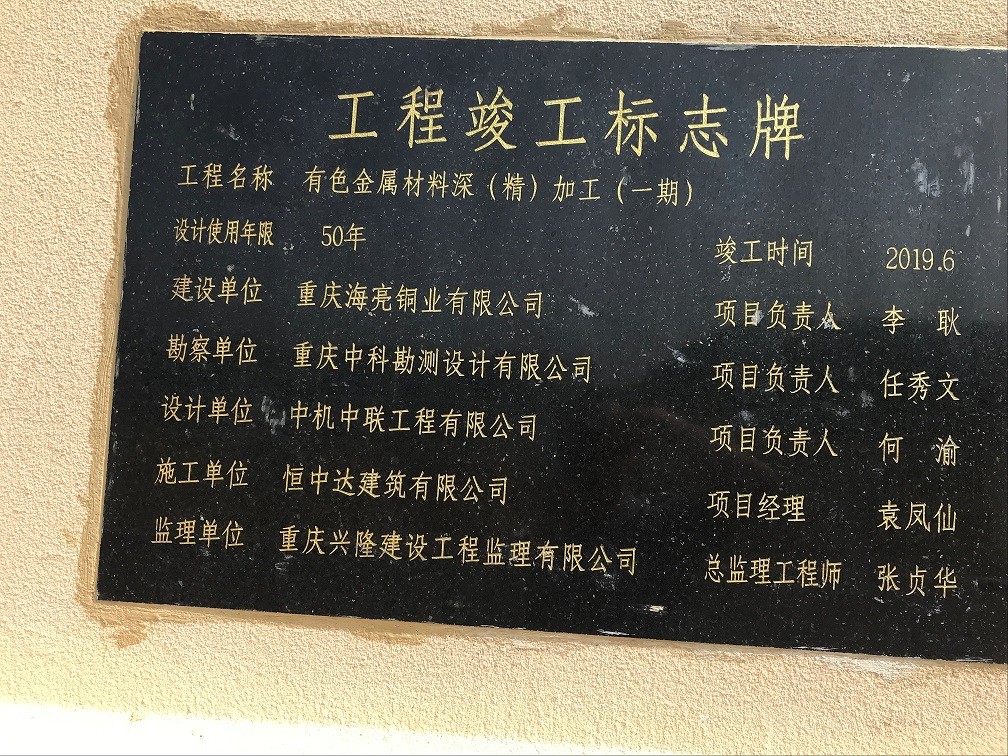 工程竣工标志牌
工程名称 有色金属材料深（精）加工（一期）
设计使用年限 50年 竣工时间 2019.6
建设单位 重庆海亮铜业有限公司 项目负责人 李 耿
勘察单位 重庆中科勘测设计有限公司 项目负责人 任秀文
设计单位 中机中联工程有限公司 项目负责人 何 渝
施工单位 恒中达建筑有限公司 项目经理 袁凤仙
监理单位 重庆兴隆建设工程监理有限公司 总监理工程师 张贞华